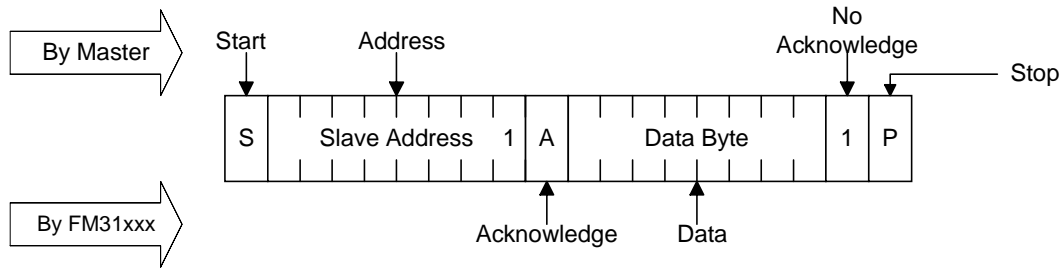 By Master
Start
Address
No
Acknowledge
Stop
S
Slave Address
1
A
Data Byte
1
P
By FM31xxx
Acknowledge
Data